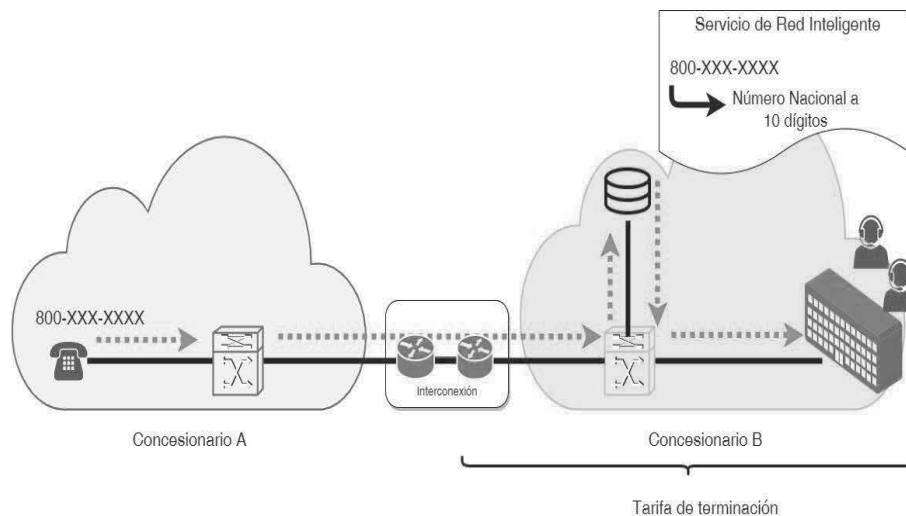 Servicio de Red Inteligente
800-XXX-XXXX
Número Nacional a
10 dígitos
800-XXX-XXXX
Interconexión
Concesionario A
Concesionario B
Tarifa de terminación